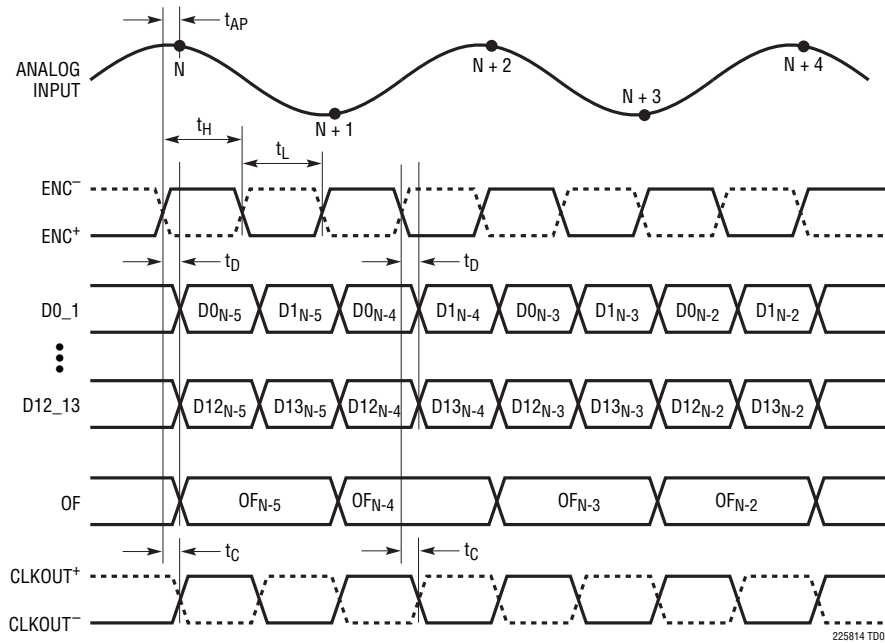 t_AP
ANALOG
INPUT
N
N + 1
N + 2
N + 3
N + 4
t_H
t_L
ENC⁻
ENC⁺
t_D
t_D
D0_1
D0_N-5
D1_N-5
D0_N-4
D1_N-4
D0_N-3
D1_N-3
D0_N-2
D1_N-2
D12_13
D12_N-5
D13_N-5
D12_N-4
D13_N-4
D12_N-3
D13_N-3
D12_N-2
D13_N-2
OF
OF_N-5
OF_N-4
OF_N-3
OF_N-2
t_C
t_C
CLKOUT⁺
CLKOUT⁻
225814 TD0